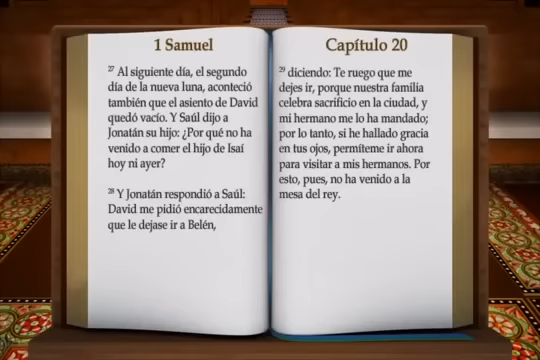 1 Samuel
27 Al siguiente día, el segundo
día de la nueva luna, aconteció
también que el asiento de David
quedó vacío. Y Saúl dijo a
Jonatán su hijo: ¿Por qué no ha
venido a comer el hijo de Isaí
hoy ni ayer?
28 Y Jonatán respondió a Saúl:
David me pidió encarecidamente
que le dejase ir a Belén,
Capítulo 20
29 diciendo: Te ruego que me
dejes ir, porque nuestra familia
celebra sacrificio en la ciudad, y
mi hermano me lo ha mandado;
por lo tanto, si he hallado gracia
en tus ojos, permíteme ir ahora
para visitar a mis hermanos. Por
esto, pues, no ha venido a la
mesa del rey.